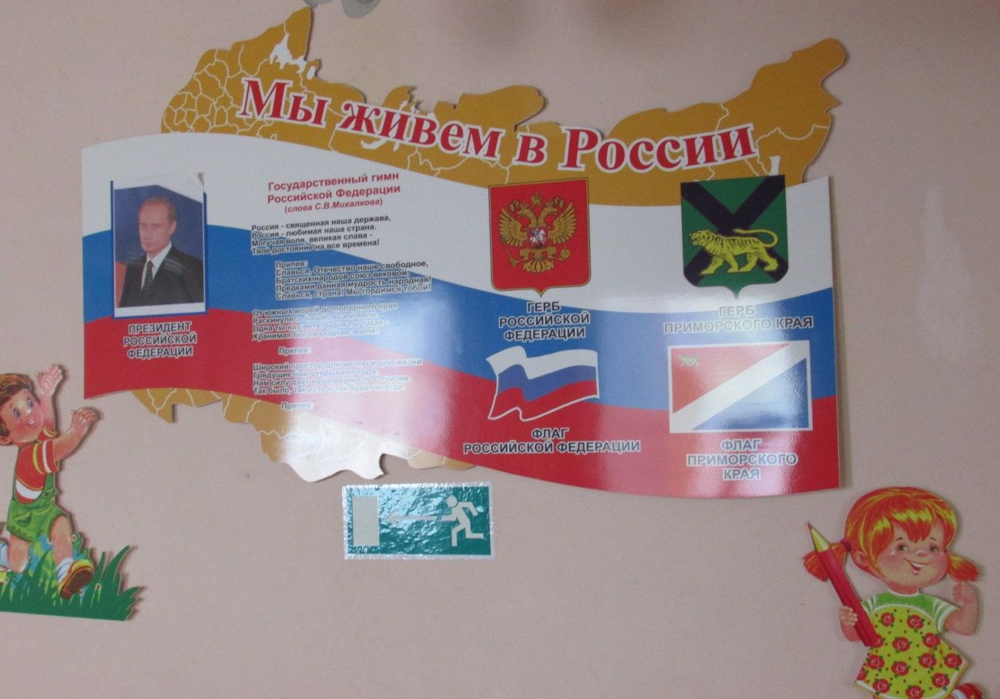 Мы живем в России
ПРЕЗИДЕНТ
РОССИЙСКОЙ
ФЕДЕРАЦИИ
Государственный гимн
Российской Федерации
(слова С.В.Михалкова)
Россия - священная наша держава,
Россия - любимая наша страна.
Могучая воля, великая слава -
Твое достояние на все времена!
Припев:
Славься, Отечество наше свободное,
Братских народов союз вековой,
Предками данная мудрость народная!
Славься, страна! Мы гордимся тобой!
От южных морей до полярного края
Раскинулись наши леса и поля.
Одна ты на свете! Одна ты такая -
Хранимая Богом родная земля!
Припев:
Широкий простор для мечты и для жизни
Грядущие нам открывают года.
Нам силу дает наша верность Отчизне.
Так было, так есть и так будет всегда!
Припев:
ГЕРБ
РОССИЙСКОЙ
ФЕДЕРАЦИИ
ФЛАГ
РОССИЙСКОЙ ФЕДЕРАЦИИ
ГЕРБ
ПРИМОРСКОГО КРАЯ
ФЛАГ
ПРИМОРСКОГО
КРАЯ